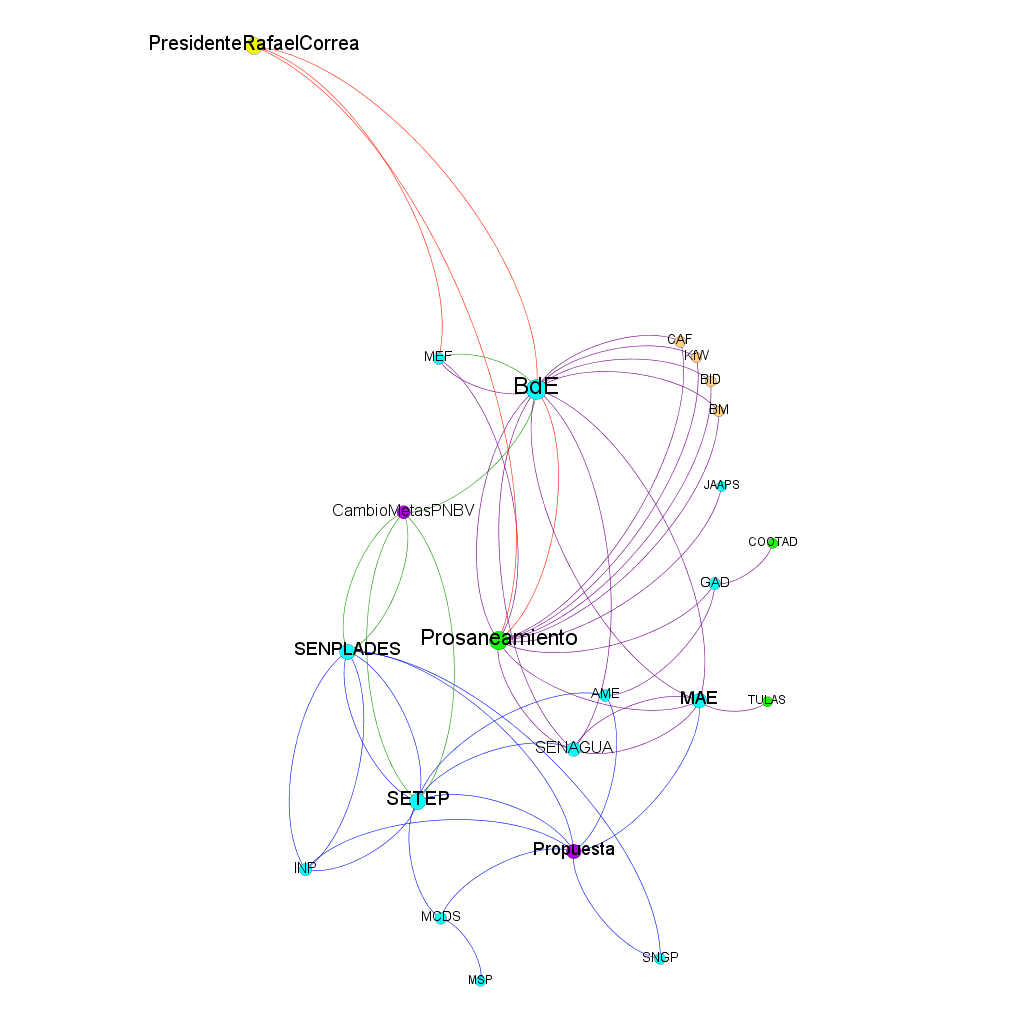 PresidenteRafaelCorrea
CAF
MEF
KfW
BID
BdE
BM
JAAPS
CambioMetasPNBV
COOTAD
GAD
Prosaneamiento
SENPLADES
AME
MAE
TULAS
SENAGUA
SETEP
Propuesta
INP
MCDS
SNGP
MSP